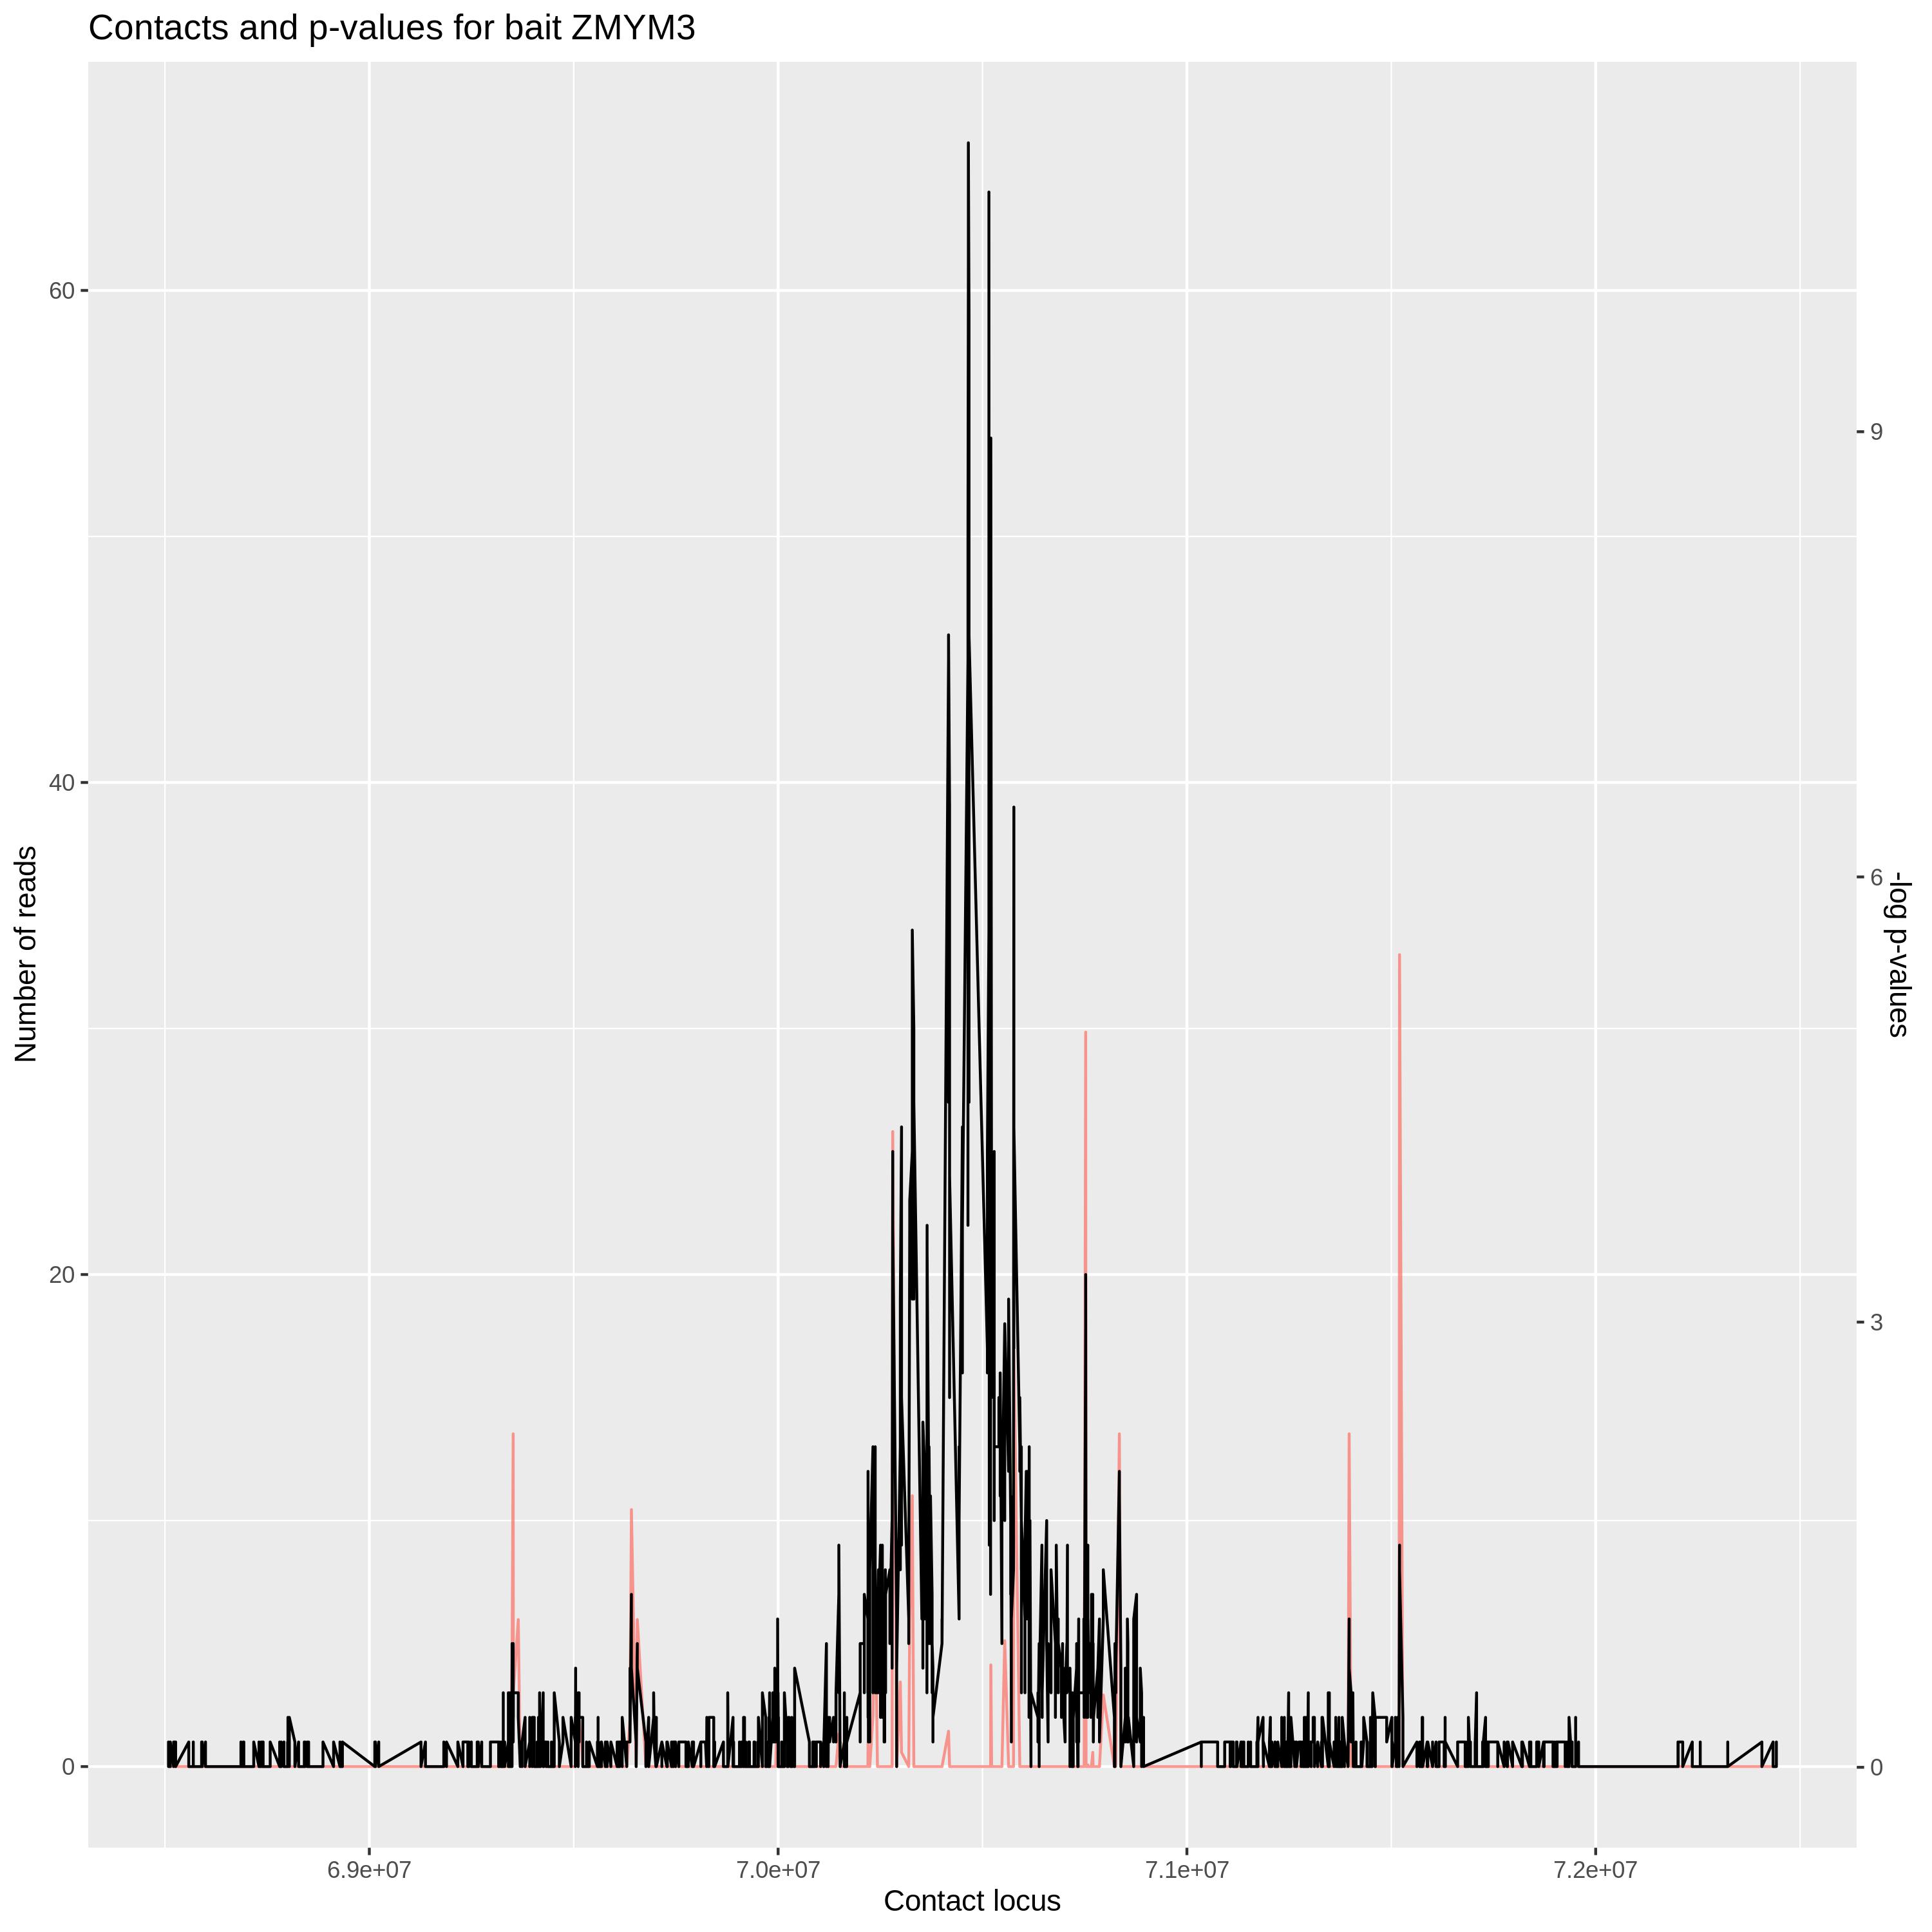 Contacts and p-values for bait ZMYM3
Number of reads
60
40
20
0
9
6
3
0
-log p-values
6.9e+07
7.0e+07
7.1e+07
7.2e+07
Contact locus